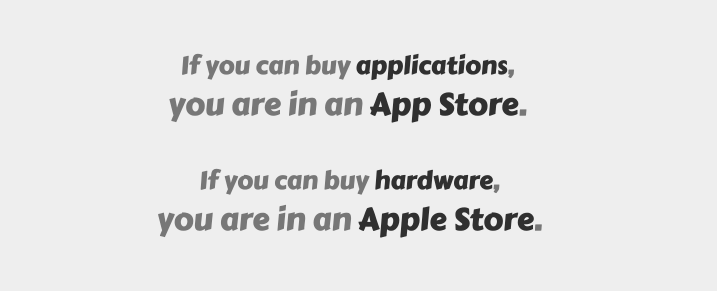 If you can buy applications,
you are in an App Store.
If you can buy hardware,
you are in an Apple Store.